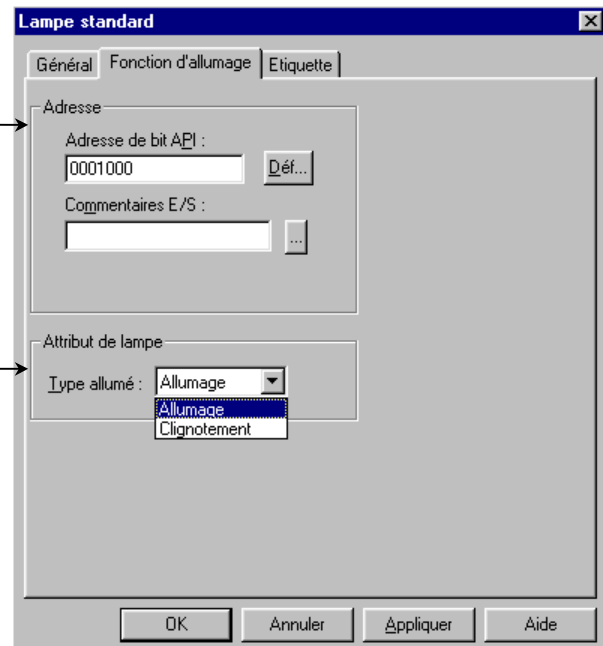 Lampe standard
Général Fonction d'allumage Etiquette
Adresse
Adresse de bit API :
0001000 Déf...
Commentaires E/S :
...
Attribut de lampe
Type allumé : Allumage
Allumage
Clignotement
OK Annuler Appliquer Aide